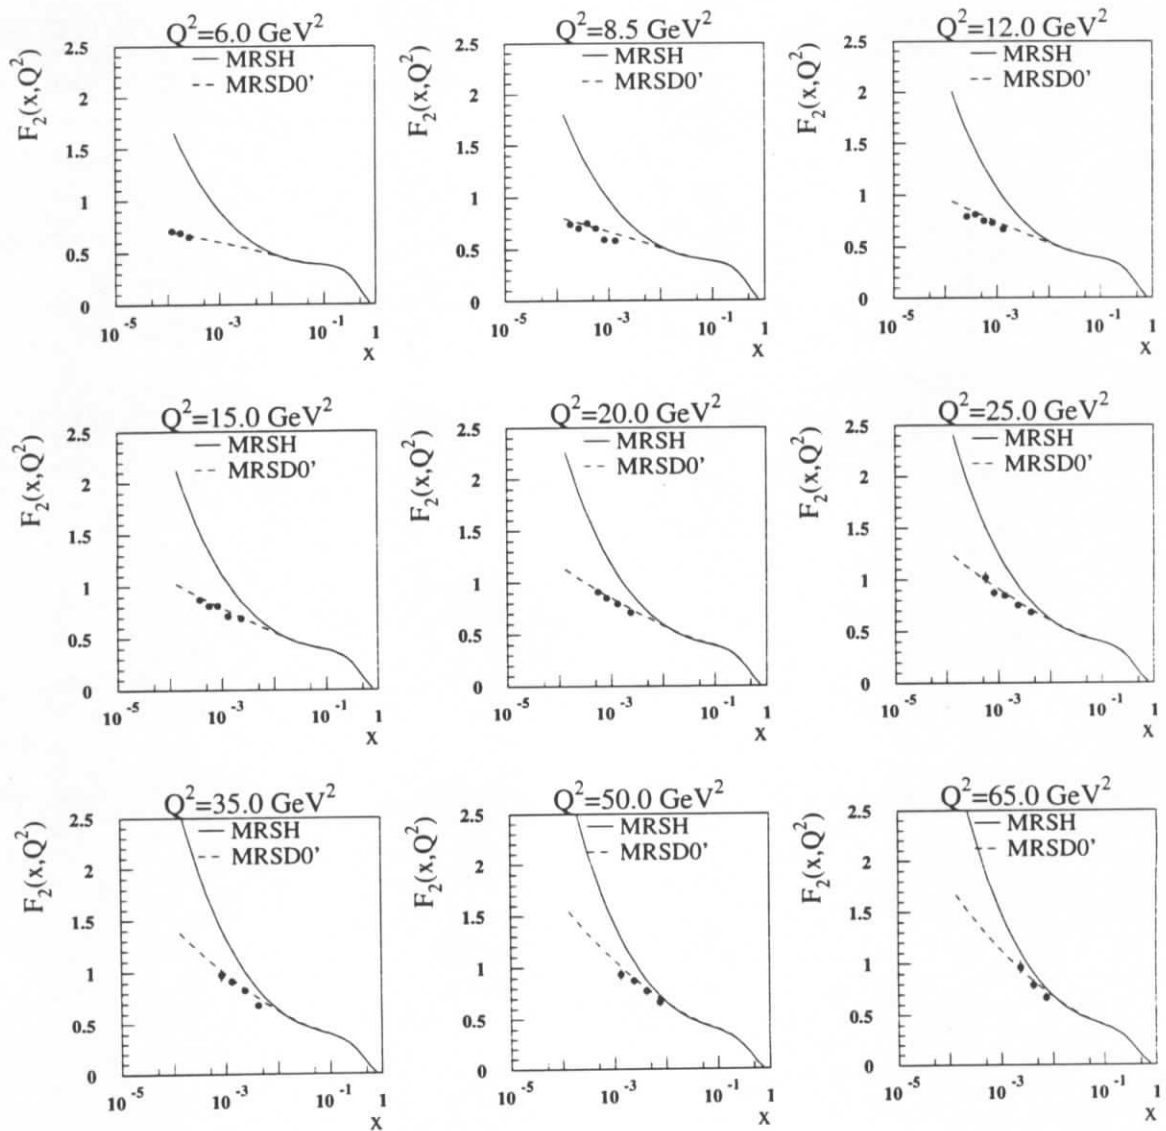 Q²=6.0 GeV²
F₂(x,Q²)
MRSH
MRSD0'
2.5
2
1.5
1
0.5
0
10⁻⁵ 10⁻³ 10⁻¹ 1
x
Q²=8.5 GeV²
F₂(x,Q²)
MRSH
MRSD0'
2.5
2
1.5
1
0.5
0
10⁻⁵ 10⁻³ 10⁻¹ 1
x
Q²=12.0 GeV²
F₂(x,Q²)
MRSH
MRSD0'
2.5
2
1.5
1
0.5
0
10⁻⁵ 10⁻³ 10⁻¹ 1
x
Q²=15.0 GeV²
F₂(x,Q²)
MRSH
MRSD0'
2.5
2
1.5
1
0.5
0
10⁻⁵ 10⁻³ 10⁻¹ 1
x
Q²=20.0 GeV²
F₂(x,Q²)
MRSH
MRSD0'
2.5
2
1.5
1
0.5
0
10⁻⁵ 10⁻³ 10⁻¹ 1
x
Q²=25.0 GeV²
F₂(x,Q²)
MRSH
MRSD0'
2.5
2
1.5
1
0.5
0
10⁻⁵ 10⁻³ 10⁻¹ 1
x
Q²=35.0 GeV²
F₂(x,Q²)
MRSH
MRSD0'
2.5
2
1.5
1
0.5
0
10⁻⁵ 10⁻³ 10⁻¹ 1
x
Q²=50.0 GeV²
F₂(x,Q²)
MRSH
MRSD0'
2.5
2
1.5
1
0.5
0
10⁻⁵ 10⁻³ 10⁻¹ 1
x
Q²=65.0 GeV²
F₂(x,Q²)
MRSH
MRSD0'
2.5
2
1.5
1
0.5
0
10⁻⁵ 10⁻³ 10⁻¹ 1
x